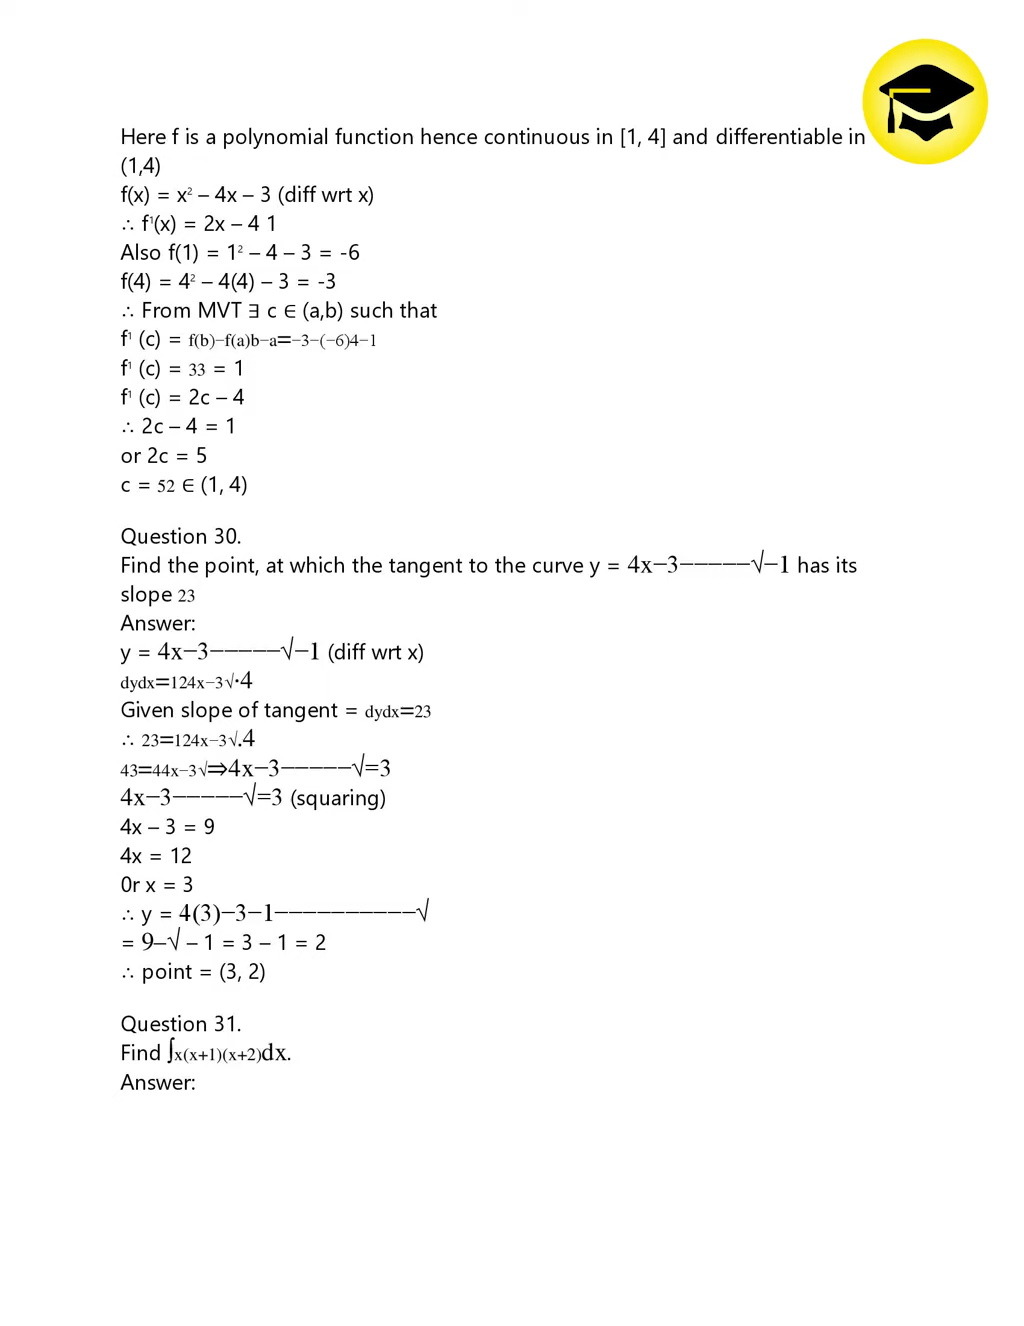 Here f is a polynomial function hence continuous in [1, 4] and differentiable in
(1,4)
f(x) = x² – 4x – 3 (diff wrt x)
∴ f¹(x) = 2x – 4 1
Also f(1) = 1² – 4 – 3 = -6
f(4) = 4² – 4(4) – 3 = -3
∴ From MVT ∃ c ∈ (a,b) such that
f¹ (c) = f(b)−f(a)b−a=−3−(−6)4−1
f¹ (c) = 33 = 1
f¹ (c) = 2c – 4
∴ 2c – 4 = 1
or 2c = 5
c = 52 ∈ (1, 4)
Question 30.
Find the point, at which the tangent to the curve y = 4x−3−−−−−√−1 has its
slope 23
Answer:
y = 4x−3−−−−−√−1 (diff wrt x)
dydx=124x−3√⋅4
Given slope of tangent = dydx=23
∴ 23=124x−3√.4
43=44x−3√⇒4x−3−−−−−√=3
4x−3−−−−−√=3 (squaring)
4x – 3 = 9
4x = 12
0r x = 3
∴ y = 4(3)−3−1−−−−−−−−−−√
= 9–√ – 1 = 3 – 1 = 2
∴ point = (3, 2)
Question 31.
Find ∫x(x+1)(x+2)dx.
Answer: